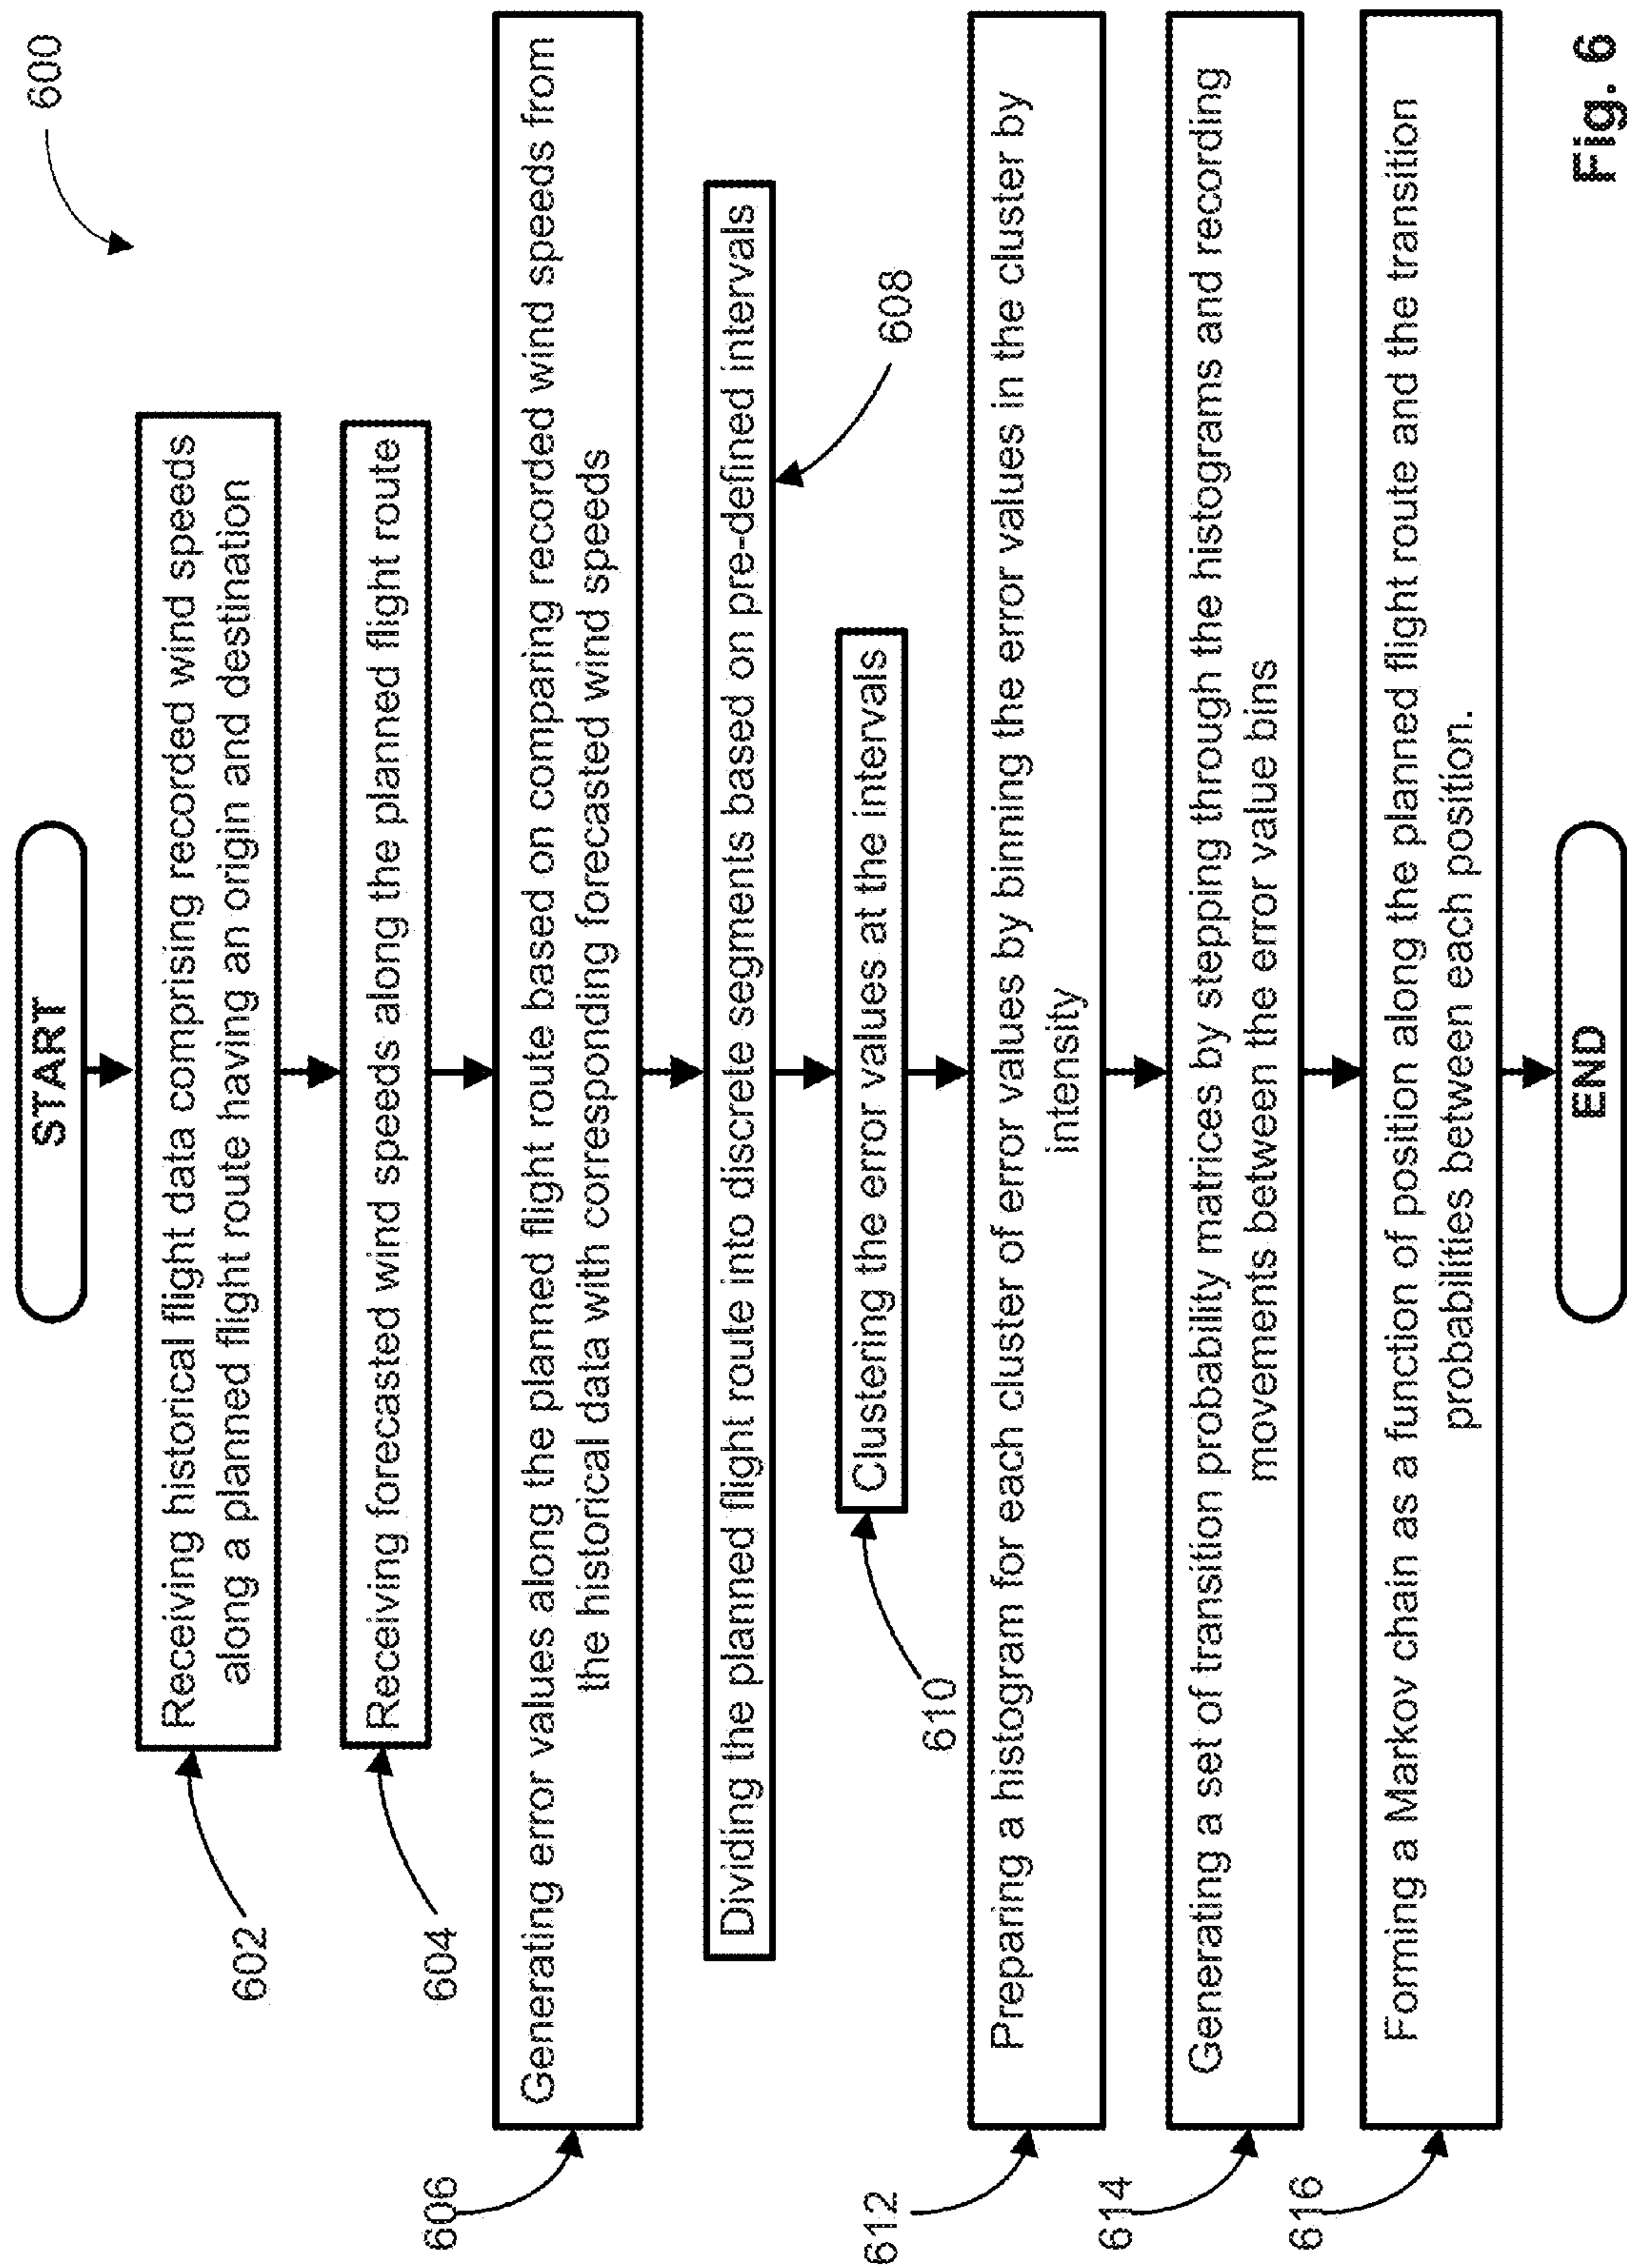 600
START
Receiving historical flight data comprising recorded wind speeds
along a planned flight route having an origin and destination
602
Receiving forecasted wind speeds along the planned flight route
604
Generating error values along the planned flight route based on comparing recorded wind speeds from
the historical data with corresponding forecasted wind speeds
606
Dividing the planned flight route into discrete segments based on pre-defined intervals
608
Clustering the error values at the intervals
610
Preparing a histogram for each cluster of error values by binning the error values in the cluster by
intensity
612
Generating a set of transition probability matrices by stepping through the histograms and recording
movements between the error value bins
614
Forming a Markov chain as a function of position along the planned flight route and the transition
probabilities between each position.
616
END
Fig. 6